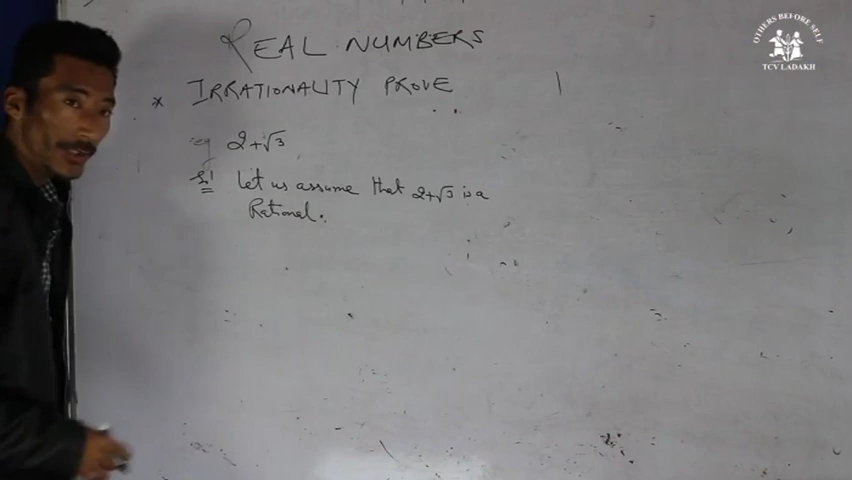 REAL NUMBERS
* IRRATIONALITY PROVE
eg 2+√3
Sol Let us assume that 2+√3 is a
Rational.
OTHERS BEFORE SELF
TCV LADAKH